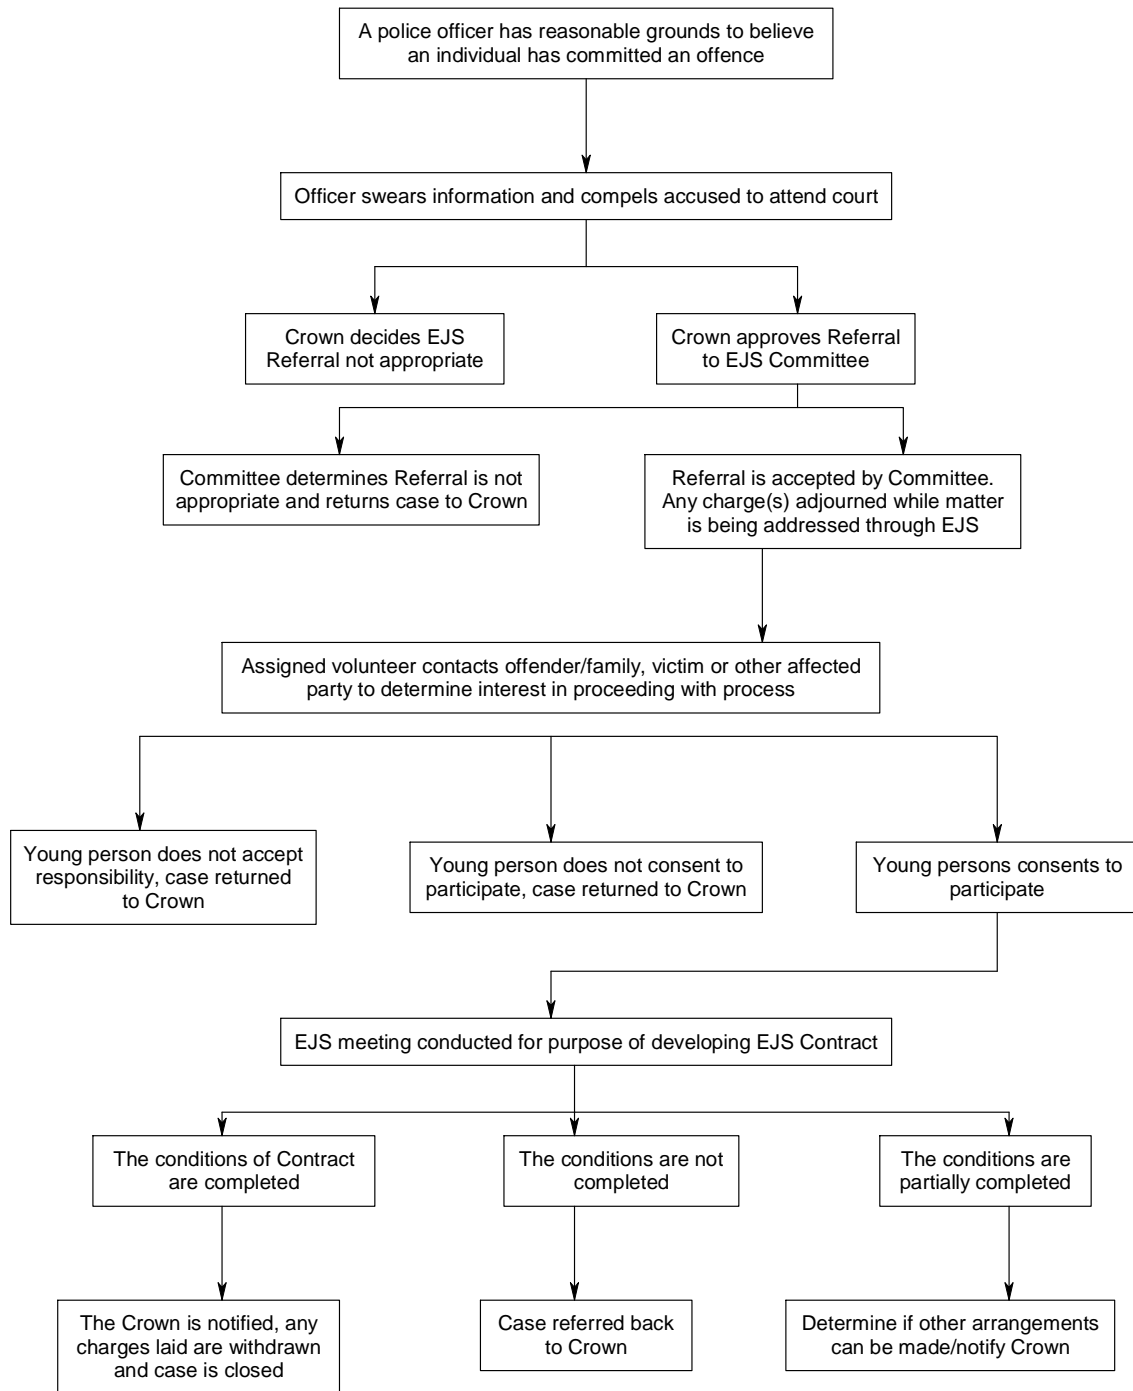 A police officer has reasonable grounds to believe
an individual has committed an offence
Officer swears information and compels accused to attend court
Crown decides EJS
Referral not appropriate
Crown approves Referral
to EJS Committee
Committee determines Referral is not
appropriate and returns case to Crown
Referral is accepted by Committee.
Any charge(s) adjourned while matter
is being addressed through EJS
Assigned volunteer contacts offender/family, victim or other affected
party to determine interest in proceeding with process
Young person does not accept
responsibility, case returned
to Crown
Young person does not consent to
participate, case returned to Crown
Young persons consents to
participate
EJS meeting conducted for purpose of developing EJS Contract
The conditions of Contract
are completed
The conditions are not
completed
The conditions are
partially completed
The Crown is notified, any
charges laid are withdrawn
and case is closed
Case referred back
to Crown
Determine if other arrangements
can be made/notify Crown